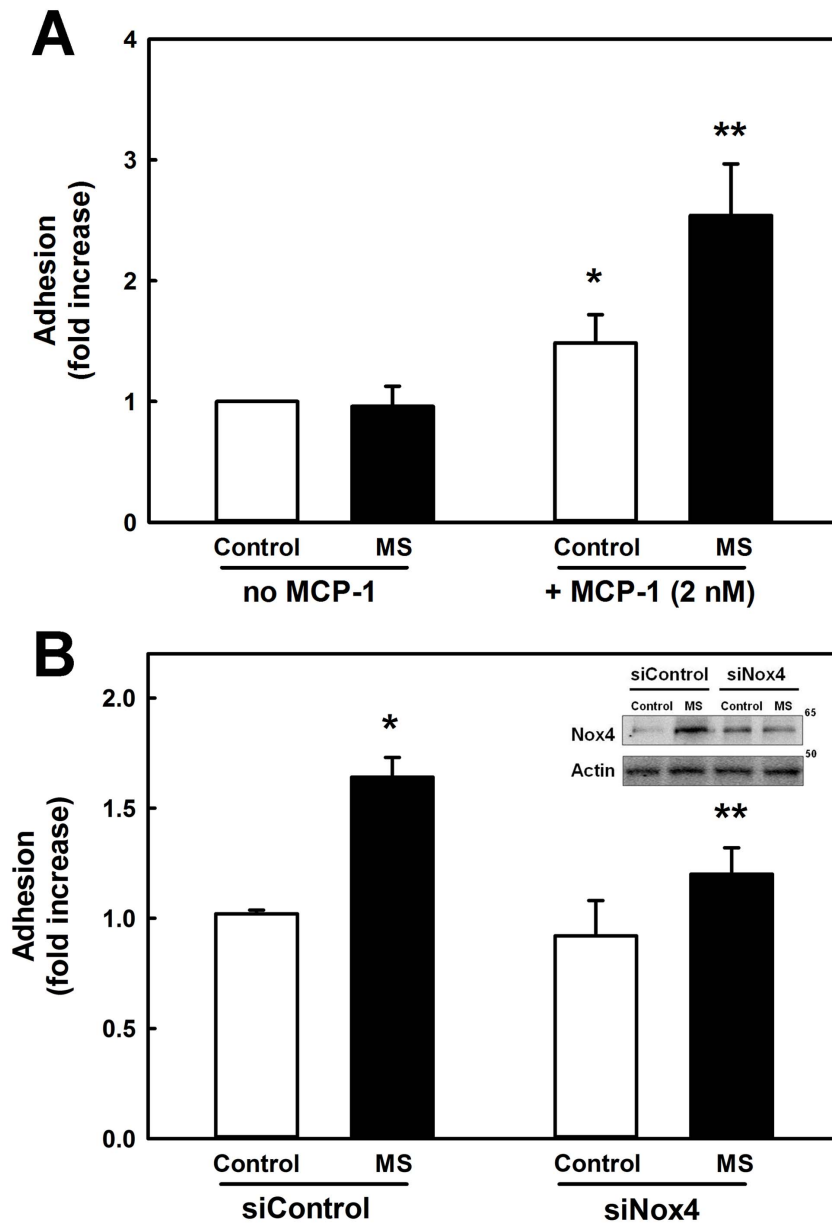 A
4
3
2
1
0
Adhesion
(fold increase)
*
**
Control MS Control MS
no MCP-1 + MCP-1 (2 nM)
B
2.0
1.5
1.0
0.5
0.0
Adhesion
(fold increase)
*
**
siControl siNox4
Control MS Control MS
Nox4 65
Actin 50
Control MS Control MS
siControl siNox4